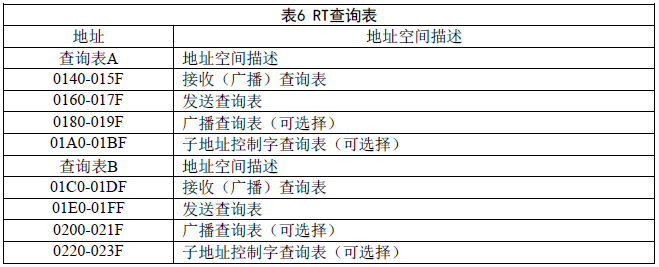 表6 RT查询表
地址 地址空间描述
查询表A 地址空间描述
0140-015F 接收（广播）查询表
0160-017F 发送查询表
0180-019F 广播查询表（可选择）
01A0-01BF 子地址控制字查询表（可选择）
查询表B 地址空间描述
01C0-01DF 接收（广播）查询表
01E0-01FF 发送查询表
0200-021F 广播查询表（可选择）
0220-023F 子地址控制字查询表（可选择）